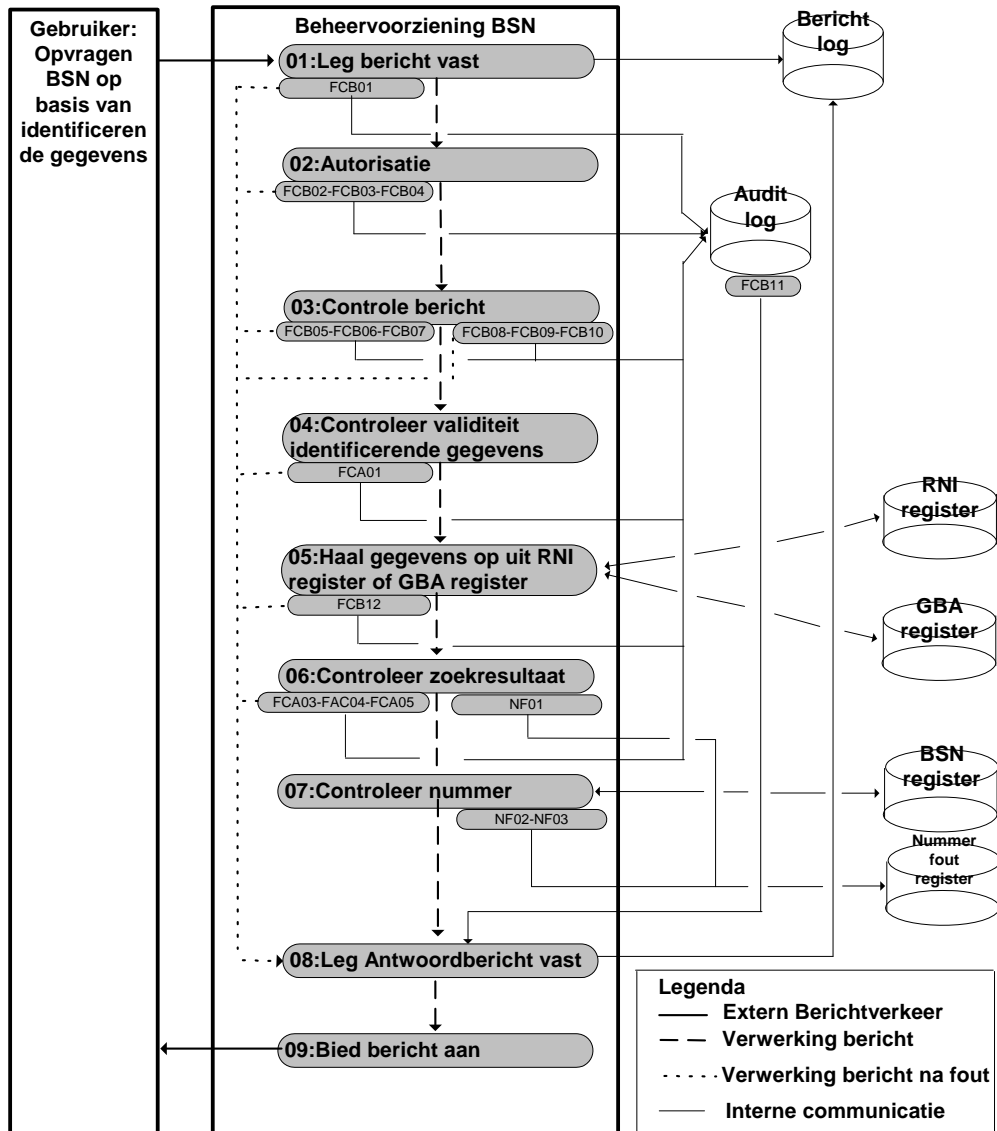 Gebruiker:
Opvragen
BSN op
basis van
identificeren
de gegevens
Beheervoorziening BSN
01:Leg bericht vast
FCB01
02:Autorisatie
FCB02-FCB03-FCB04
03:Controle bericht
FCB05-FCB06-FCB07
FCB08-FCB09-FCB10
04:Controleer validiteit
identificerende gegevens
FCA01
05:Haal gegevens op uit RNI
register of GBA register
FCB12
06:Controleer zoekresultaat
FCA03-FAC04-FCA05
NF01
07:Controleer nummer
NF02-NF03
08:Leg Antwoordbericht vast
09:Bied bericht aan
Bericht
log
Audit
log
FCB11
RNI
register
GBA
register
BSN
register
Nummer
fout
register
Legenda
Extern Berichtverkeer
Verwerking bericht
Verwerking bericht na fout
Interne communicatie